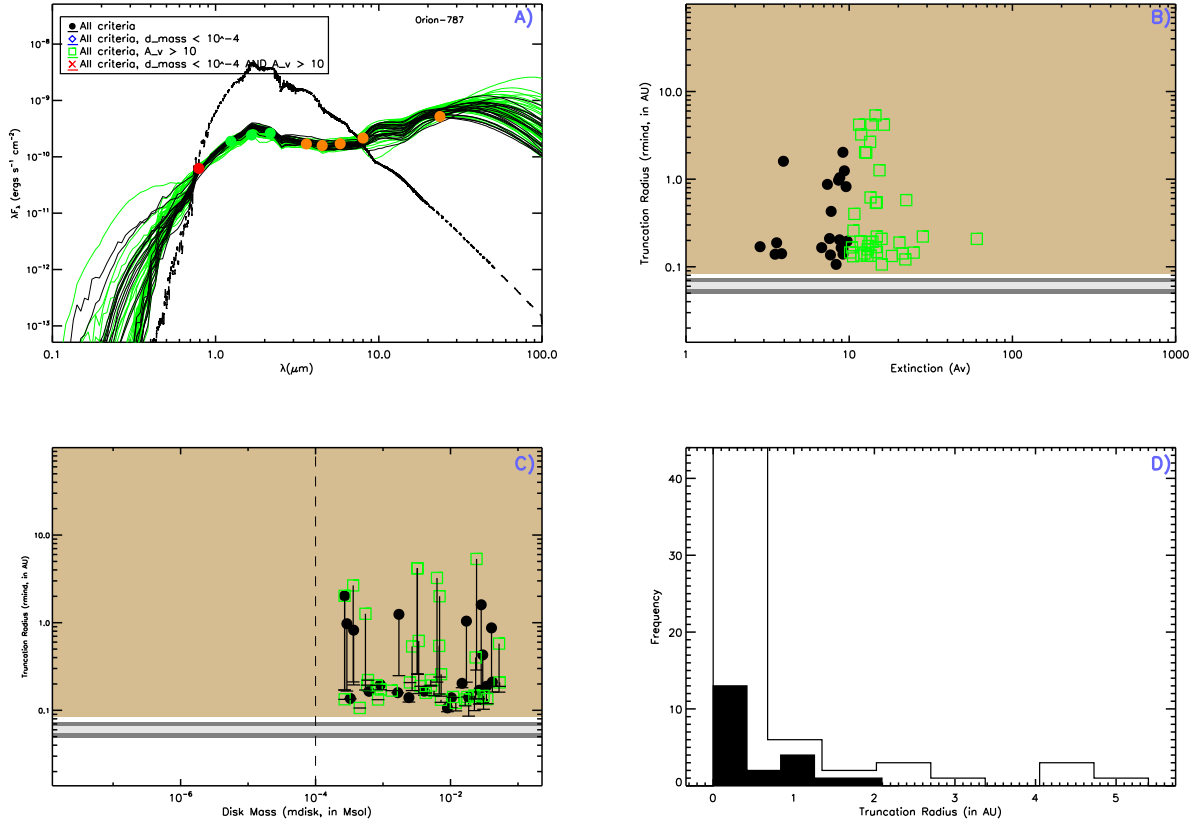 A)
Orion-787
All criteria
All criteria, d_mass < 10^-4
All criteria, A_v > 10
All criteria, d_mass < 10^-4 AND A_v > 10
10⁻⁸
10⁻⁹
10⁻¹⁰
10⁻¹¹
10⁻¹²
10⁻¹³
λFλ (ergs s⁻¹ cm⁻²)
0.1 1.0 10.0 100.0
λ(μm)
B)
10.0
1.0
0.1
Truncation Radius (rmind, in AU)
1 10 100 1000
Extinction (Av)
C)
10.0
1.0
0.1
Truncation Radius (rmind, in AU)
10⁻⁶ 10⁻⁴ 10⁻²
Disk Mass (mdisk, in Msol)
D)
40
30
20
10
0
Frequency
0 1 2 3 4 5
Truncation Radius (in AU)